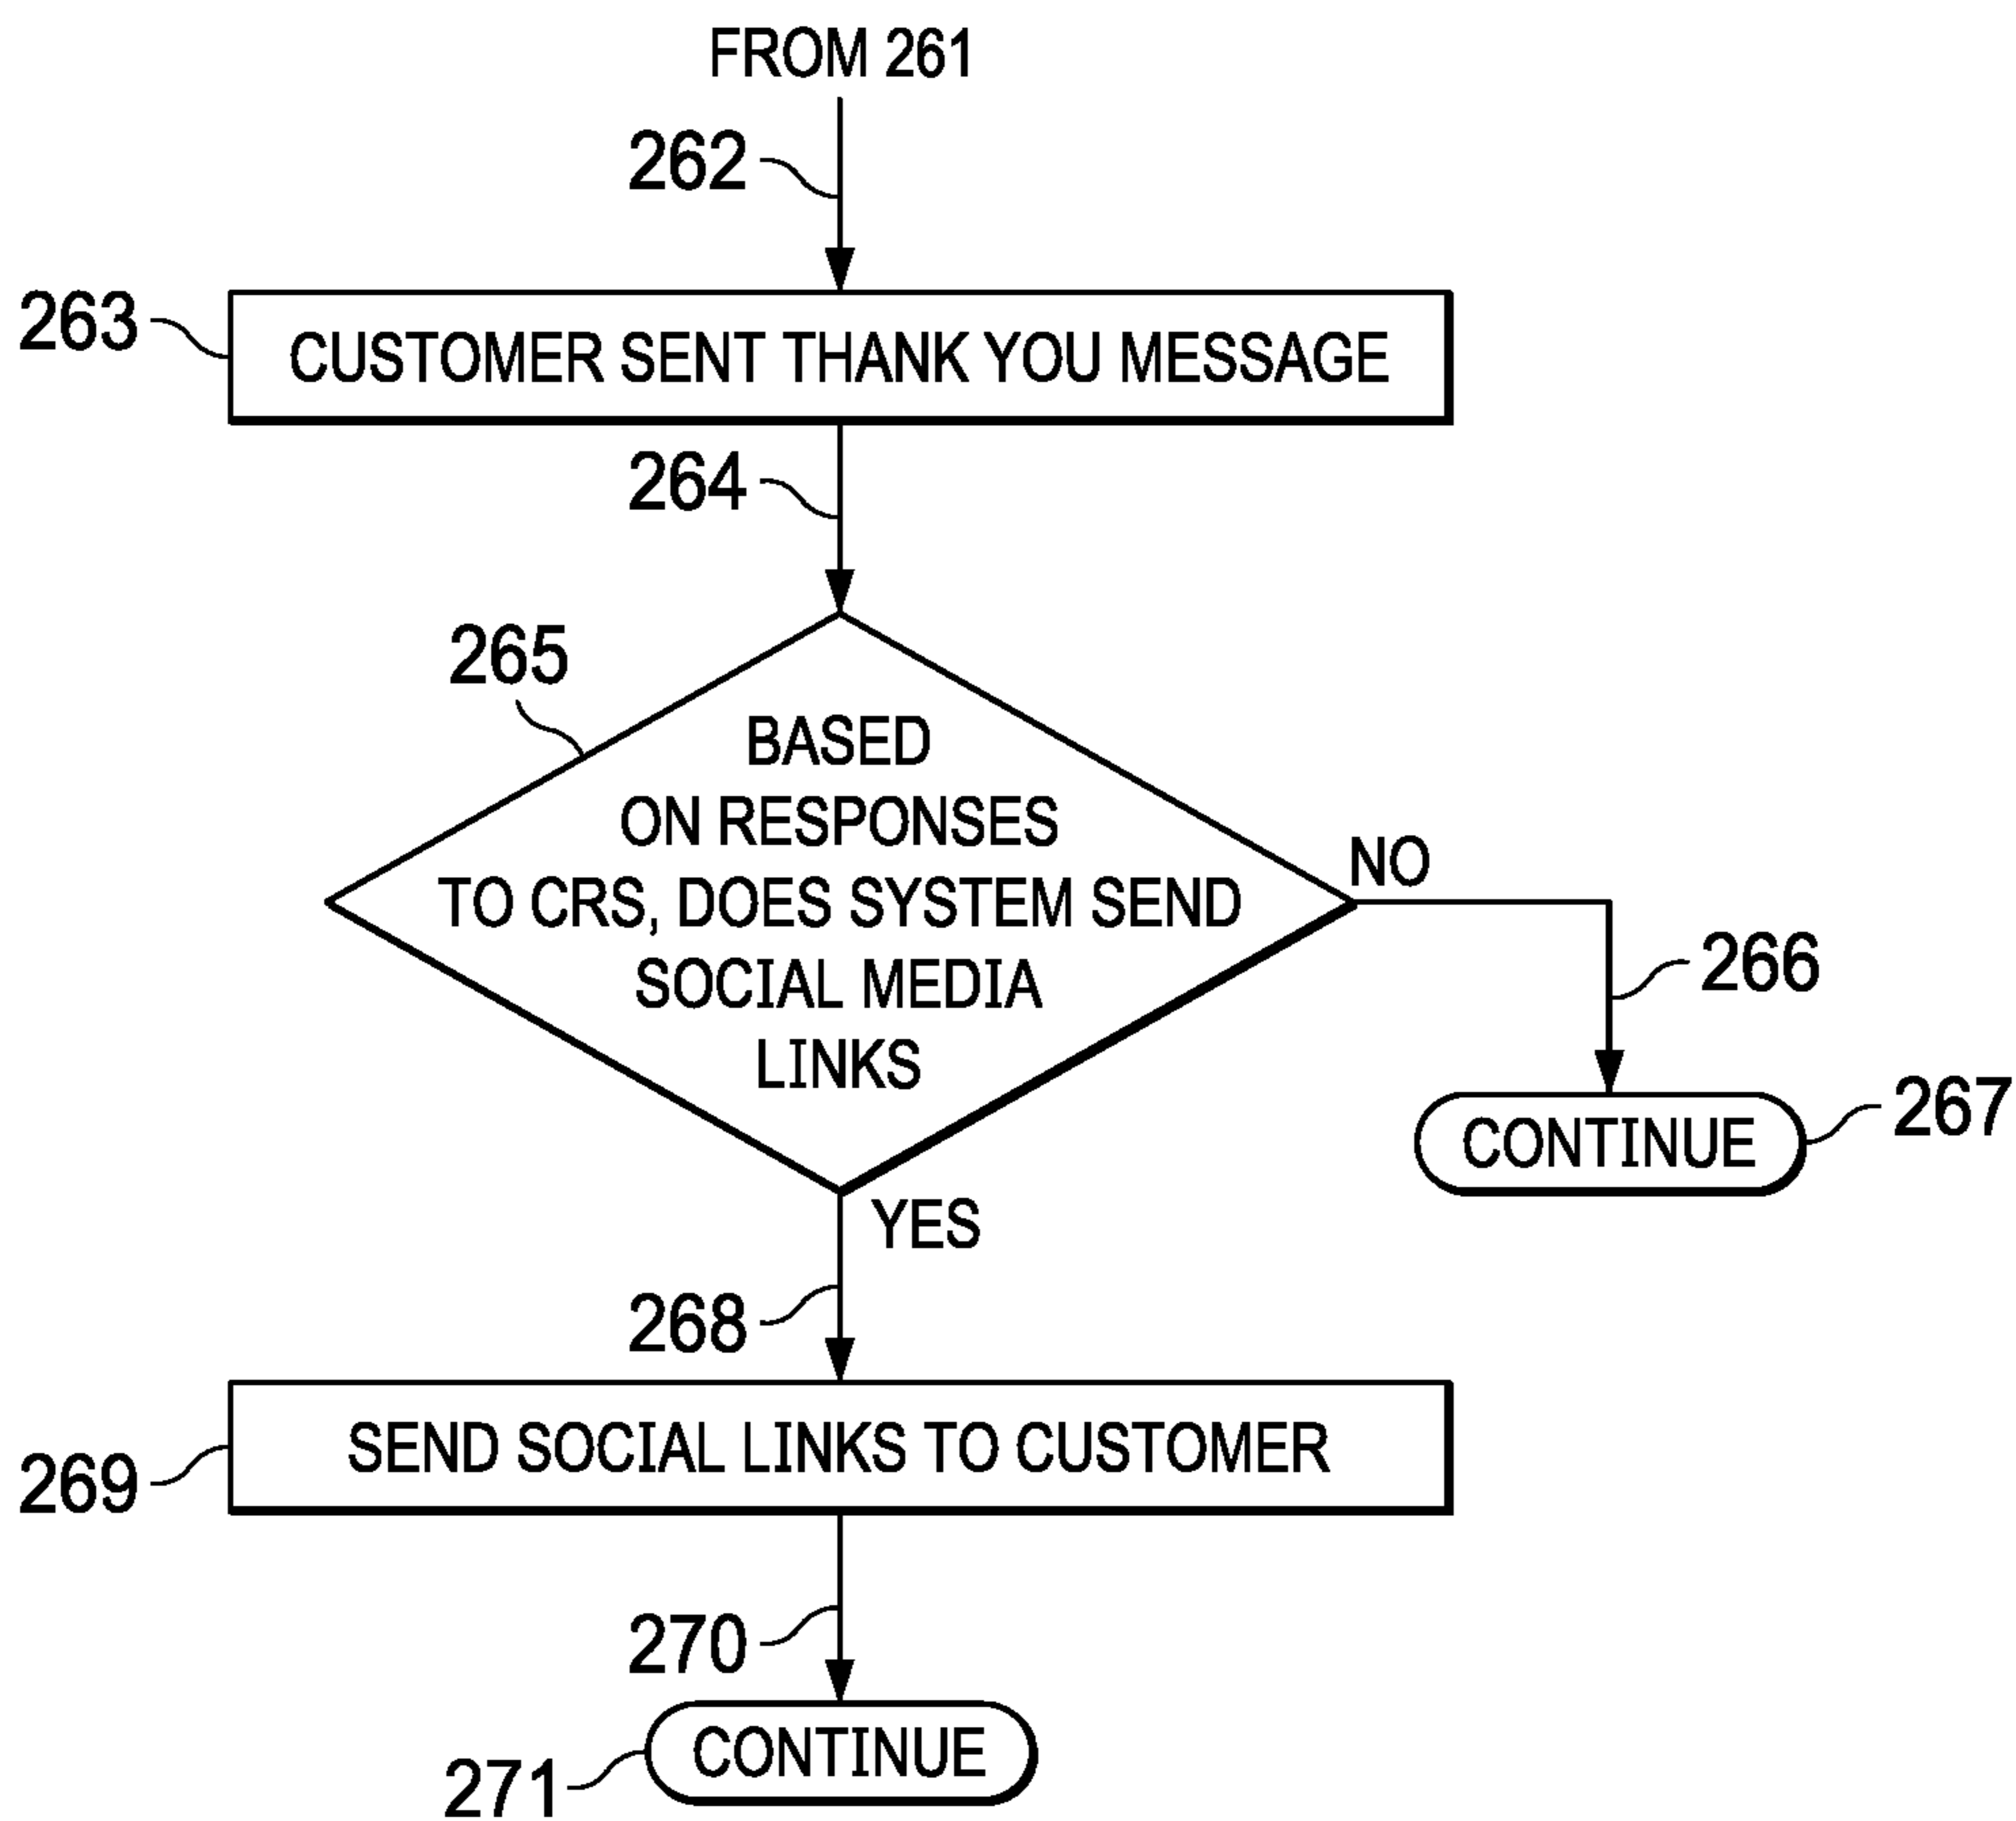 FROM 261
262
263
CUSTOMER SENT THANK YOU MESSAGE
264
265
BASED
ON RESPONSES
TO CRS, DOES SYSTEM SEND
SOCIAL MEDIA
LINKS
NO
266
CONTINUE
267
YES
268
SEND SOCIAL LINKS TO CUSTOMER
269
270
CONTINUE
271